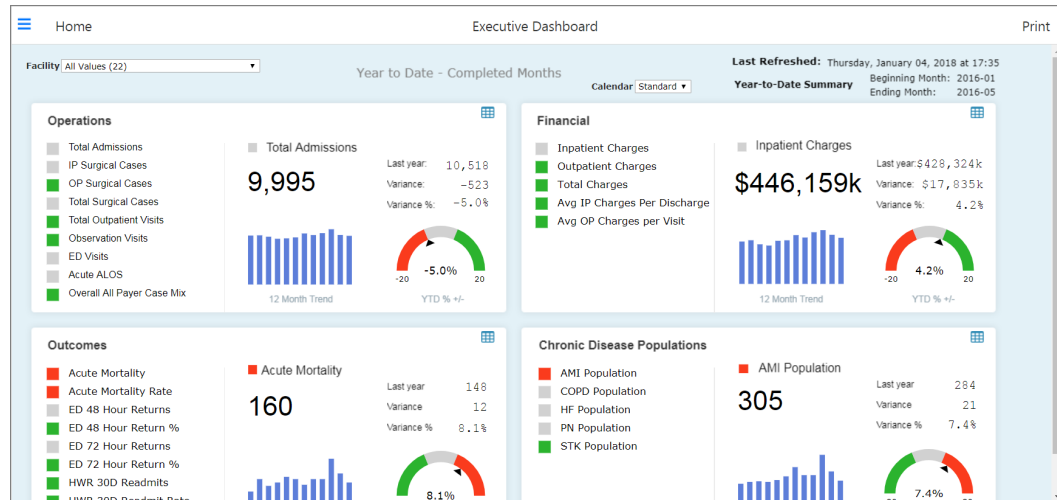 Home
Executive Dashboard
Print
Facility All Values (22)
Year to Date - Completed Months
Calendar Standard
Last Refreshed: Thursday, January 04, 2018 at 17:35
Year-to-Date Summary
Beginning Month: 2016-01
Ending Month: 2016-05
Operations
Total Admissions
IP Surgical Cases
OP Surgical Cases
Total Surgical Cases
Total Outpatient Visits
Observation Visits
ED Visits
Acute ALOS
Overall All Payer Case Mix
Total Admissions
9,995
Last year: 10,518
Variance: -523
Variance %: -5.0%
12 Month Trend
-5.0%
-20 20
YTD % +/-
Financial
Inpatient Charges
Outpatient Charges
Total Charges
Avg IP Charges Per Discharge
Avg OP Charges per Visit
Inpatient Charges
$446,159k
Last year: $428,324k
Variance: $17,835k
Variance %: 4.2%
12 Month Trend
4.2%
-20 20
YTD % +/-
Outcomes
Acute Mortality
Acute Mortality Rate
ED 48 Hour Returns
ED 48 Hour Return %
ED 72 Hour Returns
ED 72 Hour Return %
HWR 30D Readmits
HWR 30D Readmit Rate
Acute Mortality
160
Last year 148
Variance 12
Variance % 8.1%
8.1%
Chronic Disease Populations
AMI Population
COPD Population
HF Population
PN Population
STK Population
AMI Population
305
Last year 284
Variance 21
Variance % 7.4%
7.4%